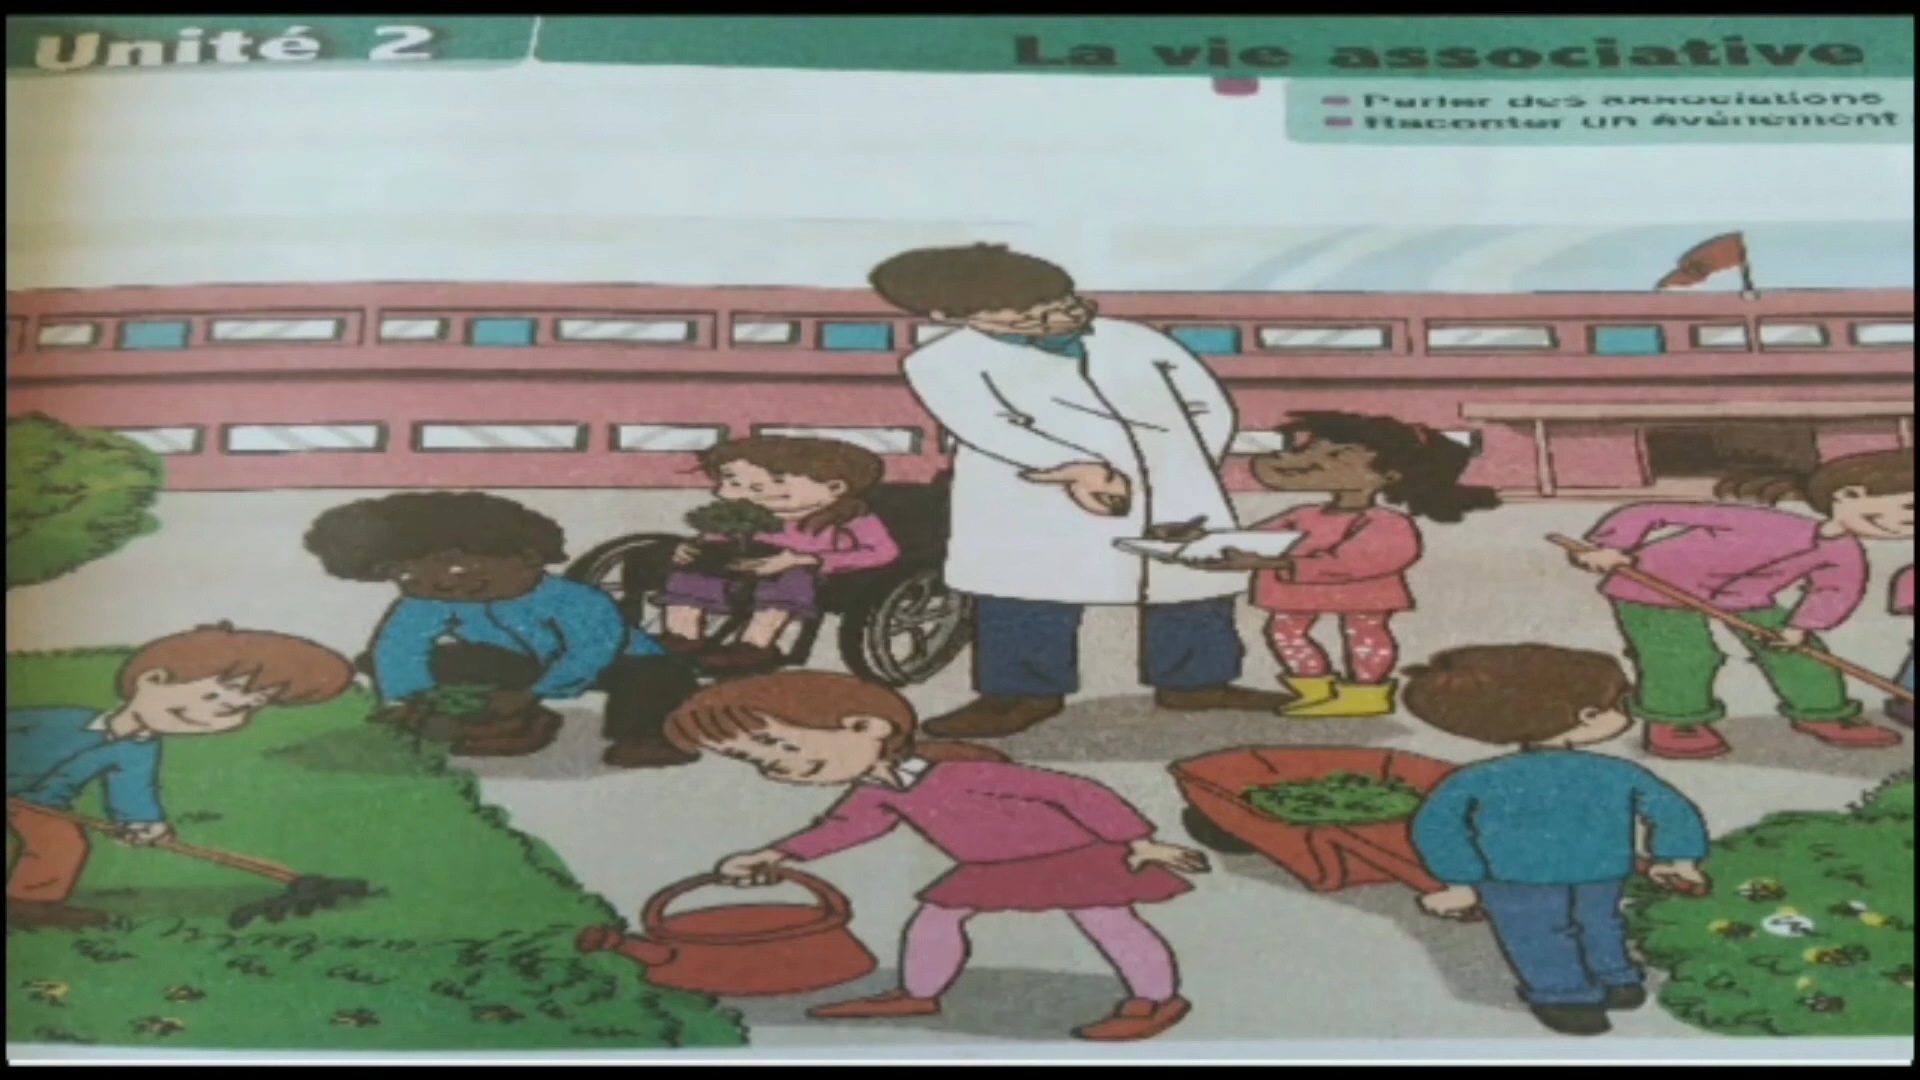 Unité 2
La vie associative
Parler des associations
Raconter un événement